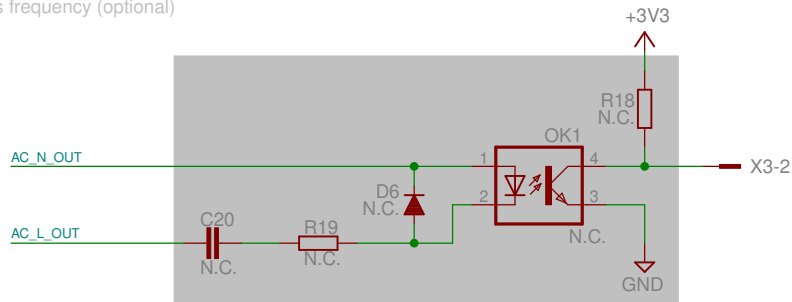 s frequency (optional)
+3V3
R18
N.C.
OK1
AC_N_OUT
1
4
X3-2
D6
N.C.
2
3
C20
R19
N.C.
AC_L_OUT
N.C.
N.C.
GND